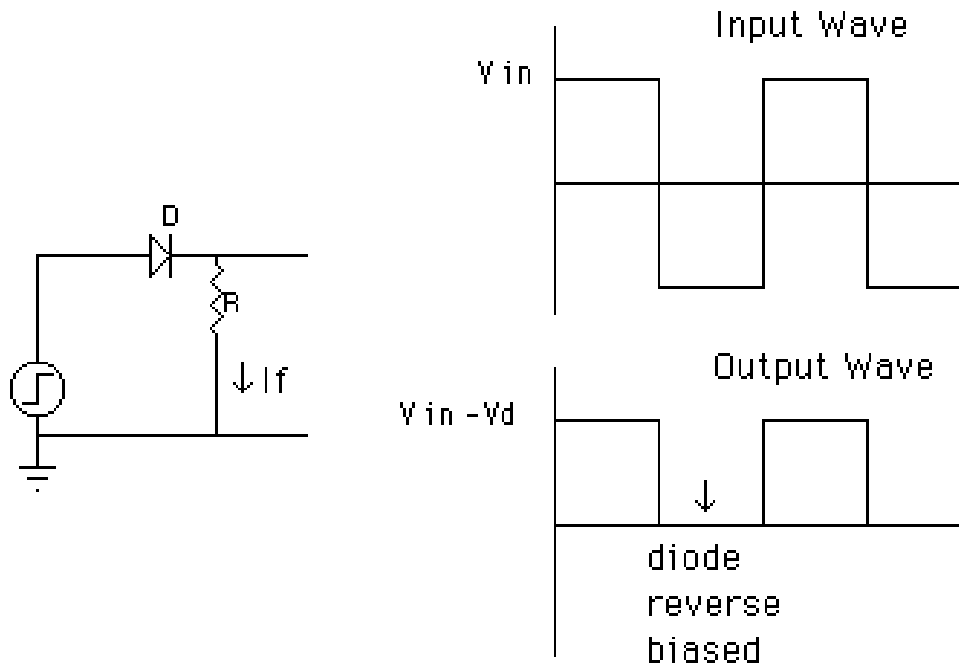 Input Wave
Vin
D
R
If
Output Wave
Vin -Vd
diode
reverse
biased